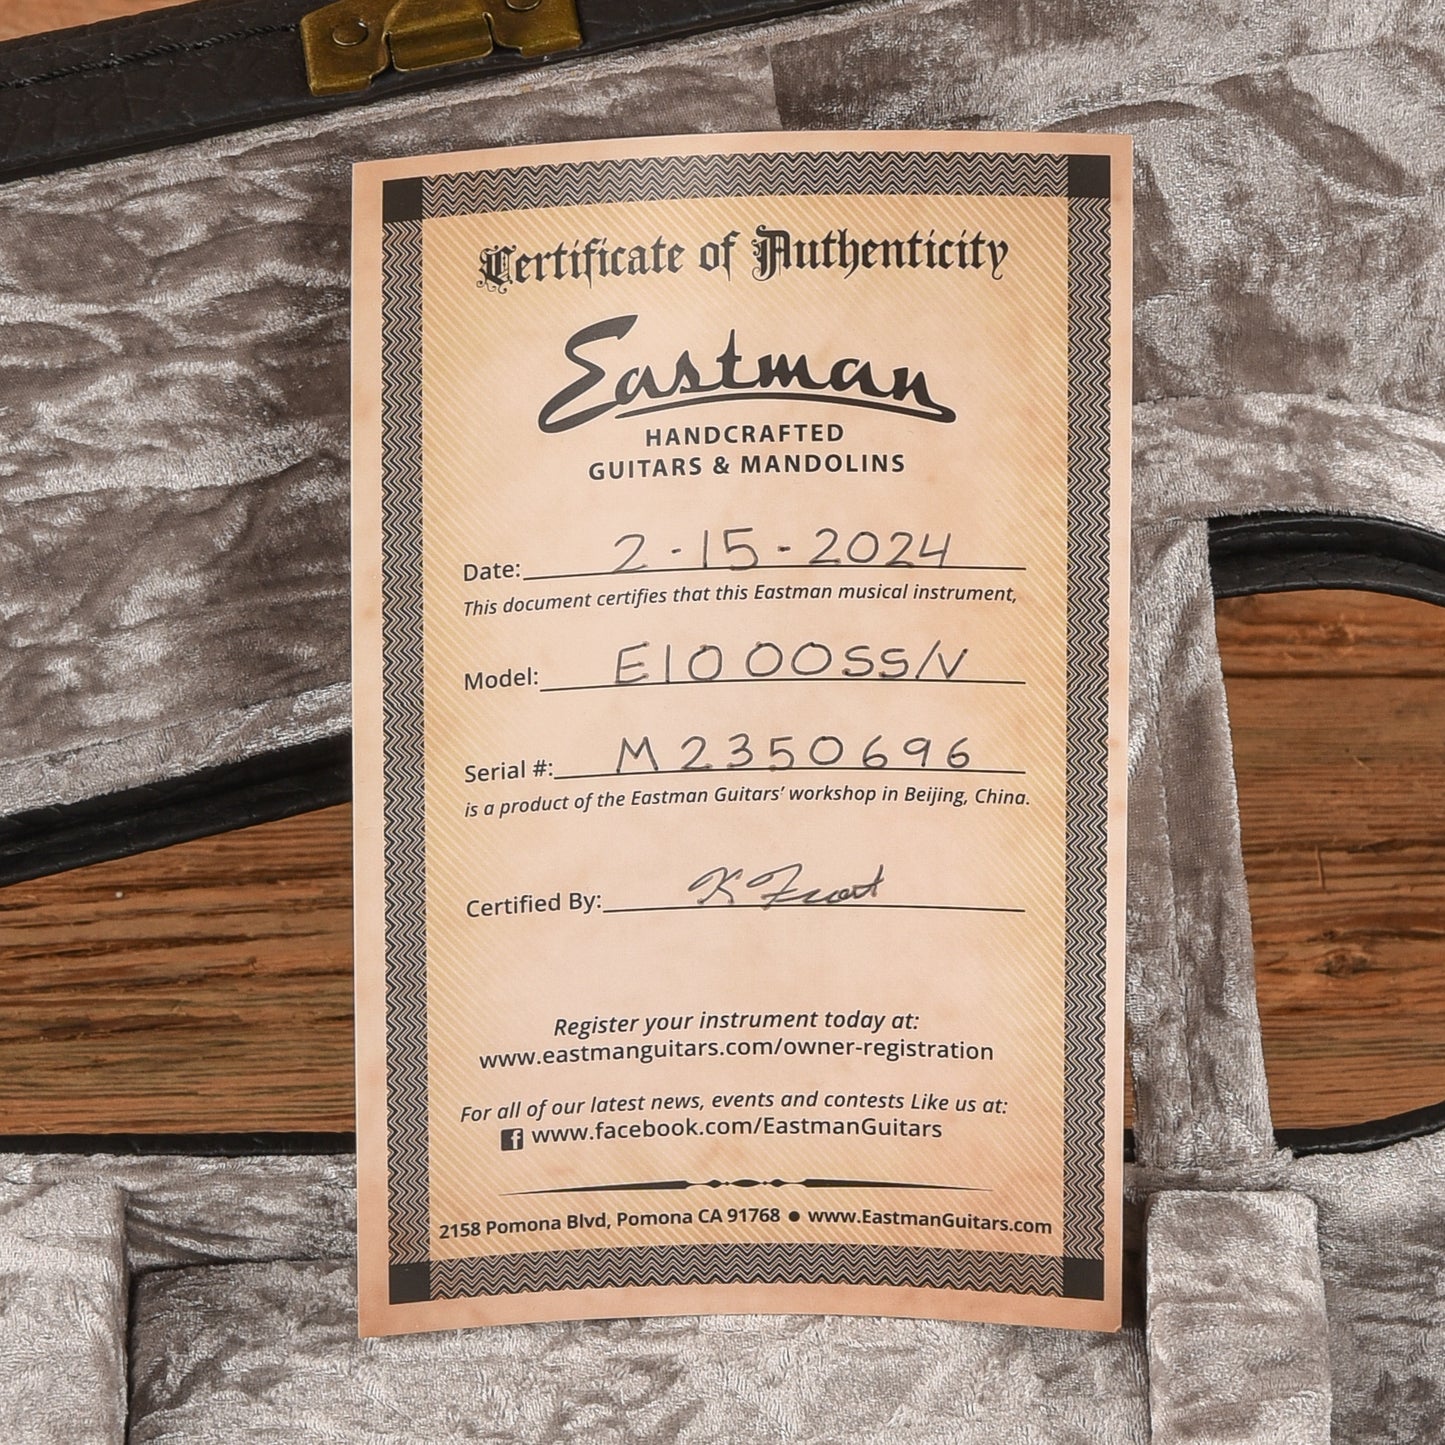 Certificate of Authenticity
Eastman
HANDCRAFTED
GUITARS & MANDOLINS
Date: 2-15-2024
This document certifies that this Eastman musical instrument,
Model: E10 00SS/V
Serial #: M2350696
is a product of the Eastman Guitars' workshop in Beijing, China.
Certified By: K Frost
Register your instrument today at:
www.eastmanguitars.com/owner-registration
For all of our latest news, events and contests Like us at:
f www.facebook.com/EastmanGuitars
2158 Pomona Blvd, Pomona CA 91768 ● www.EastmanGuitars.com